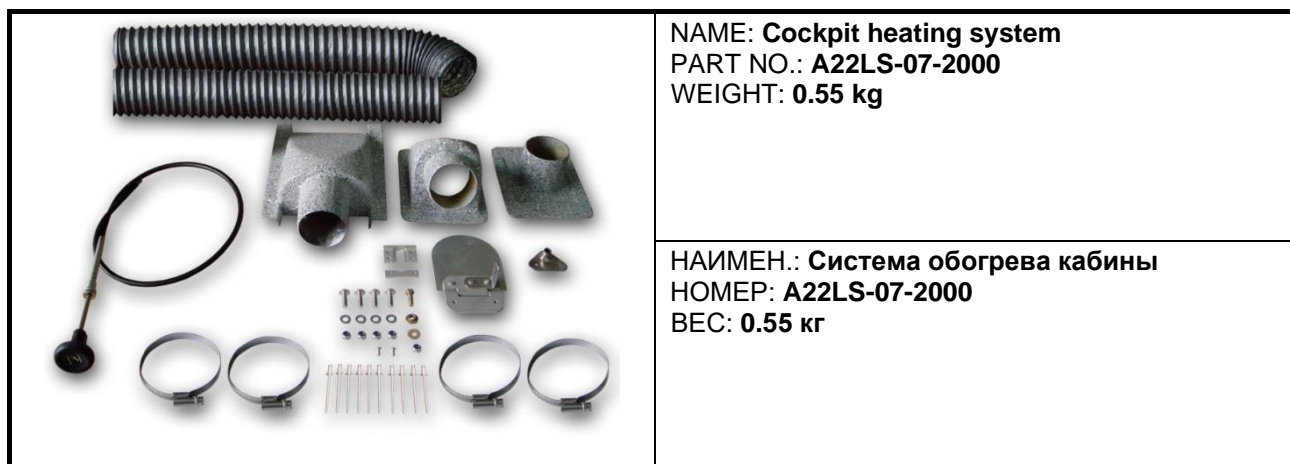 NAME: Cockpit heating system
PART NO.: A22LS-07-2000
WEIGHT: 0.55 kg
НАИМЕН.: Система обогрева кабины
НОМЕР: A22LS-07-2000
ВЕС: 0.55 кг